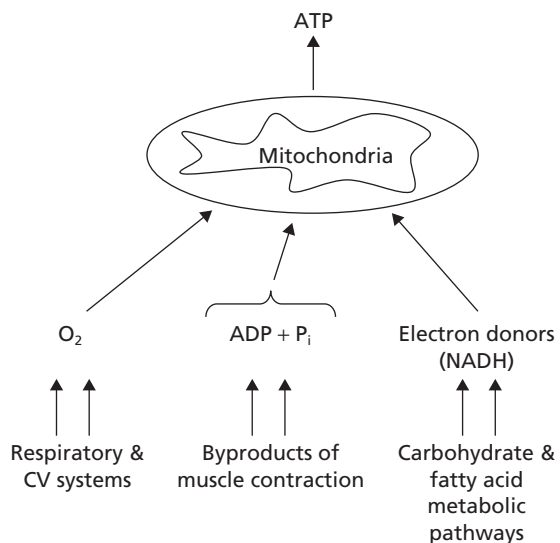 ATP
Mitochondria
O₂
ADP + Pᵢ
Electron donors
(NADH)
Respiratory &
CV systems
Byproducts of
muscle contraction
Carbohydrate &
fatty acid
metabolic
pathways